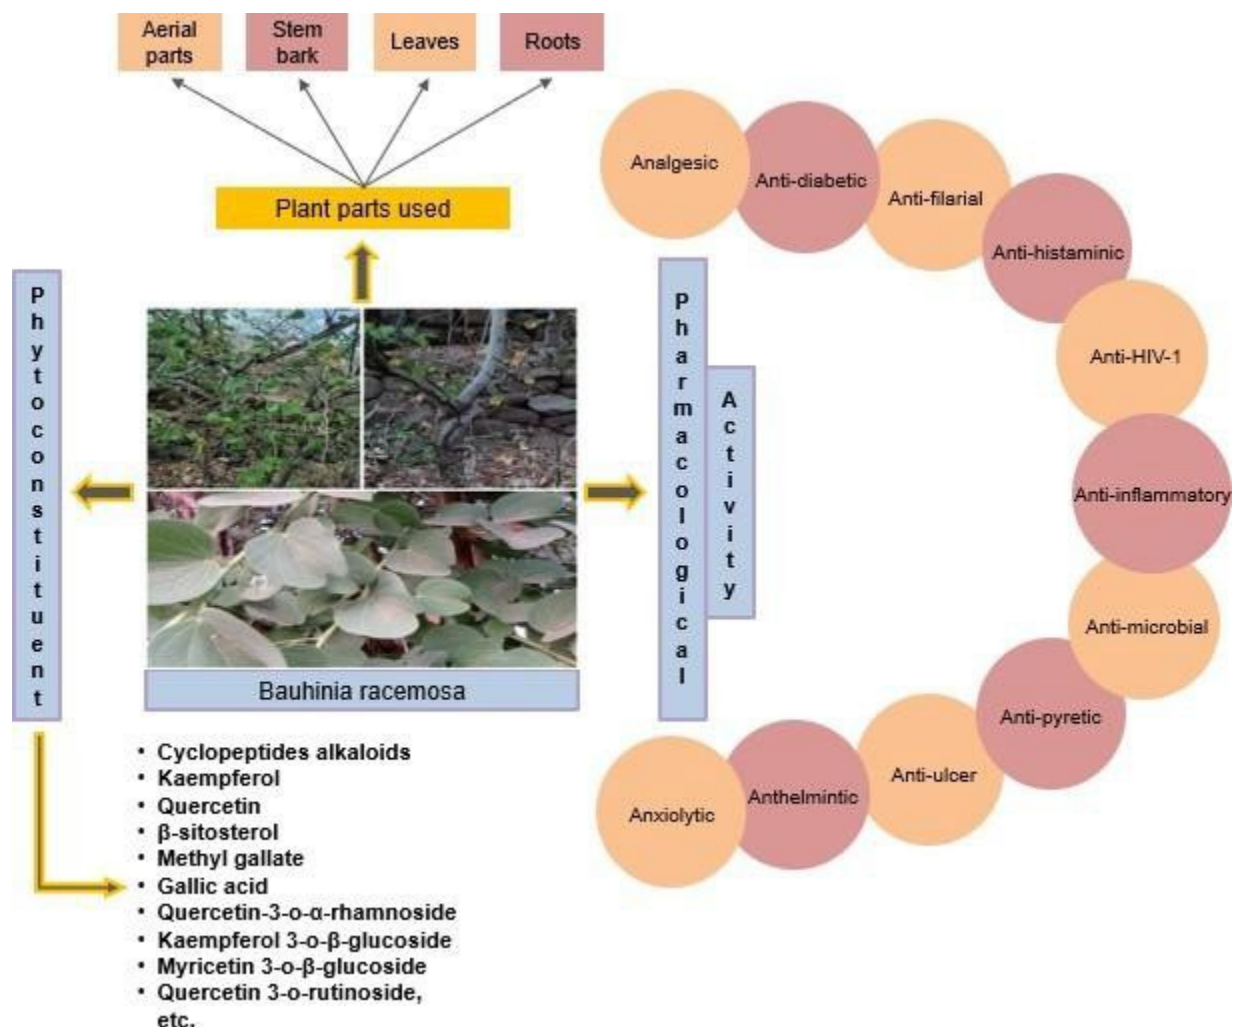 Aerial
parts
Stem
bark
Leaves
Roots
Plant parts used
Phytoconstituent
Bauhinia racemosa
Pharmacological
Activity
Analgesic
Anti-diabetic
Anti-filarial
Anti-histaminic
Anti-HIV-1
Anti-inflammatory
Anti-microbial
Anti-pyretic
Anti-ulcer
Anthelmintic
Anxiolytic
• Cyclopeptides alkaloids
• Kaempferol
• Quercetin
• β-sitosterol
• Methyl gallate
• Gallic acid
• Quercetin-3-o-α-rhamnoside
• Kaempferol 3-o-β-glucoside
• Myricetin 3-o-β-glucoside
• Quercetin 3-o-rutinoside,
etc.